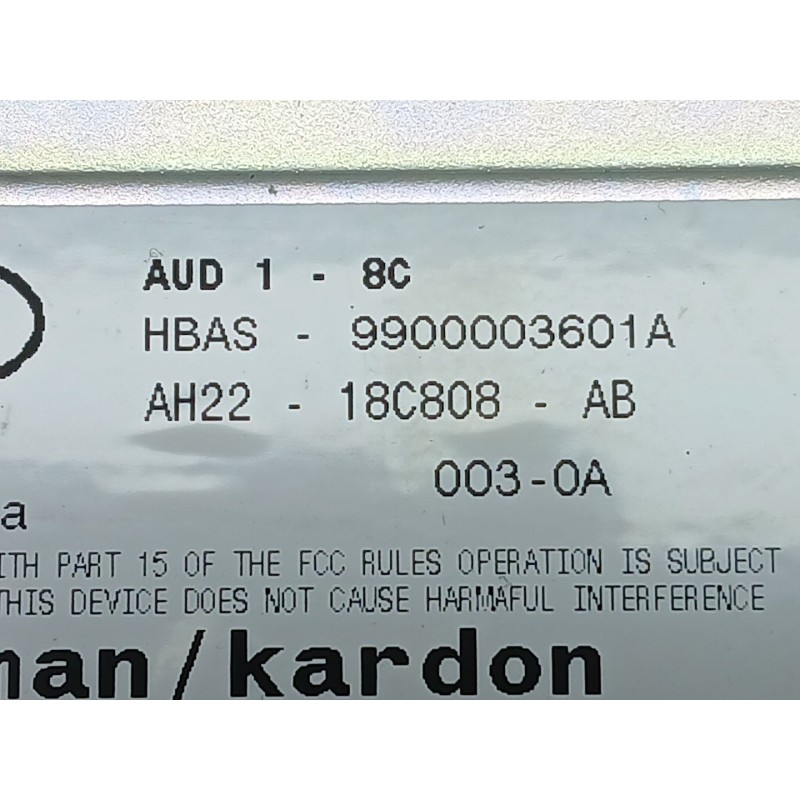 AUD 1 - 8C
HBAS - 9900003601A
AH22 - 18C808 - AB
003-0A
a
ITH PART 15 OF THE FCC RULES OPERATION IS SUBJECT
THIS DEVICE DOES NOT CAUSE HARMAFUL INTERFERENCE
man/kardon